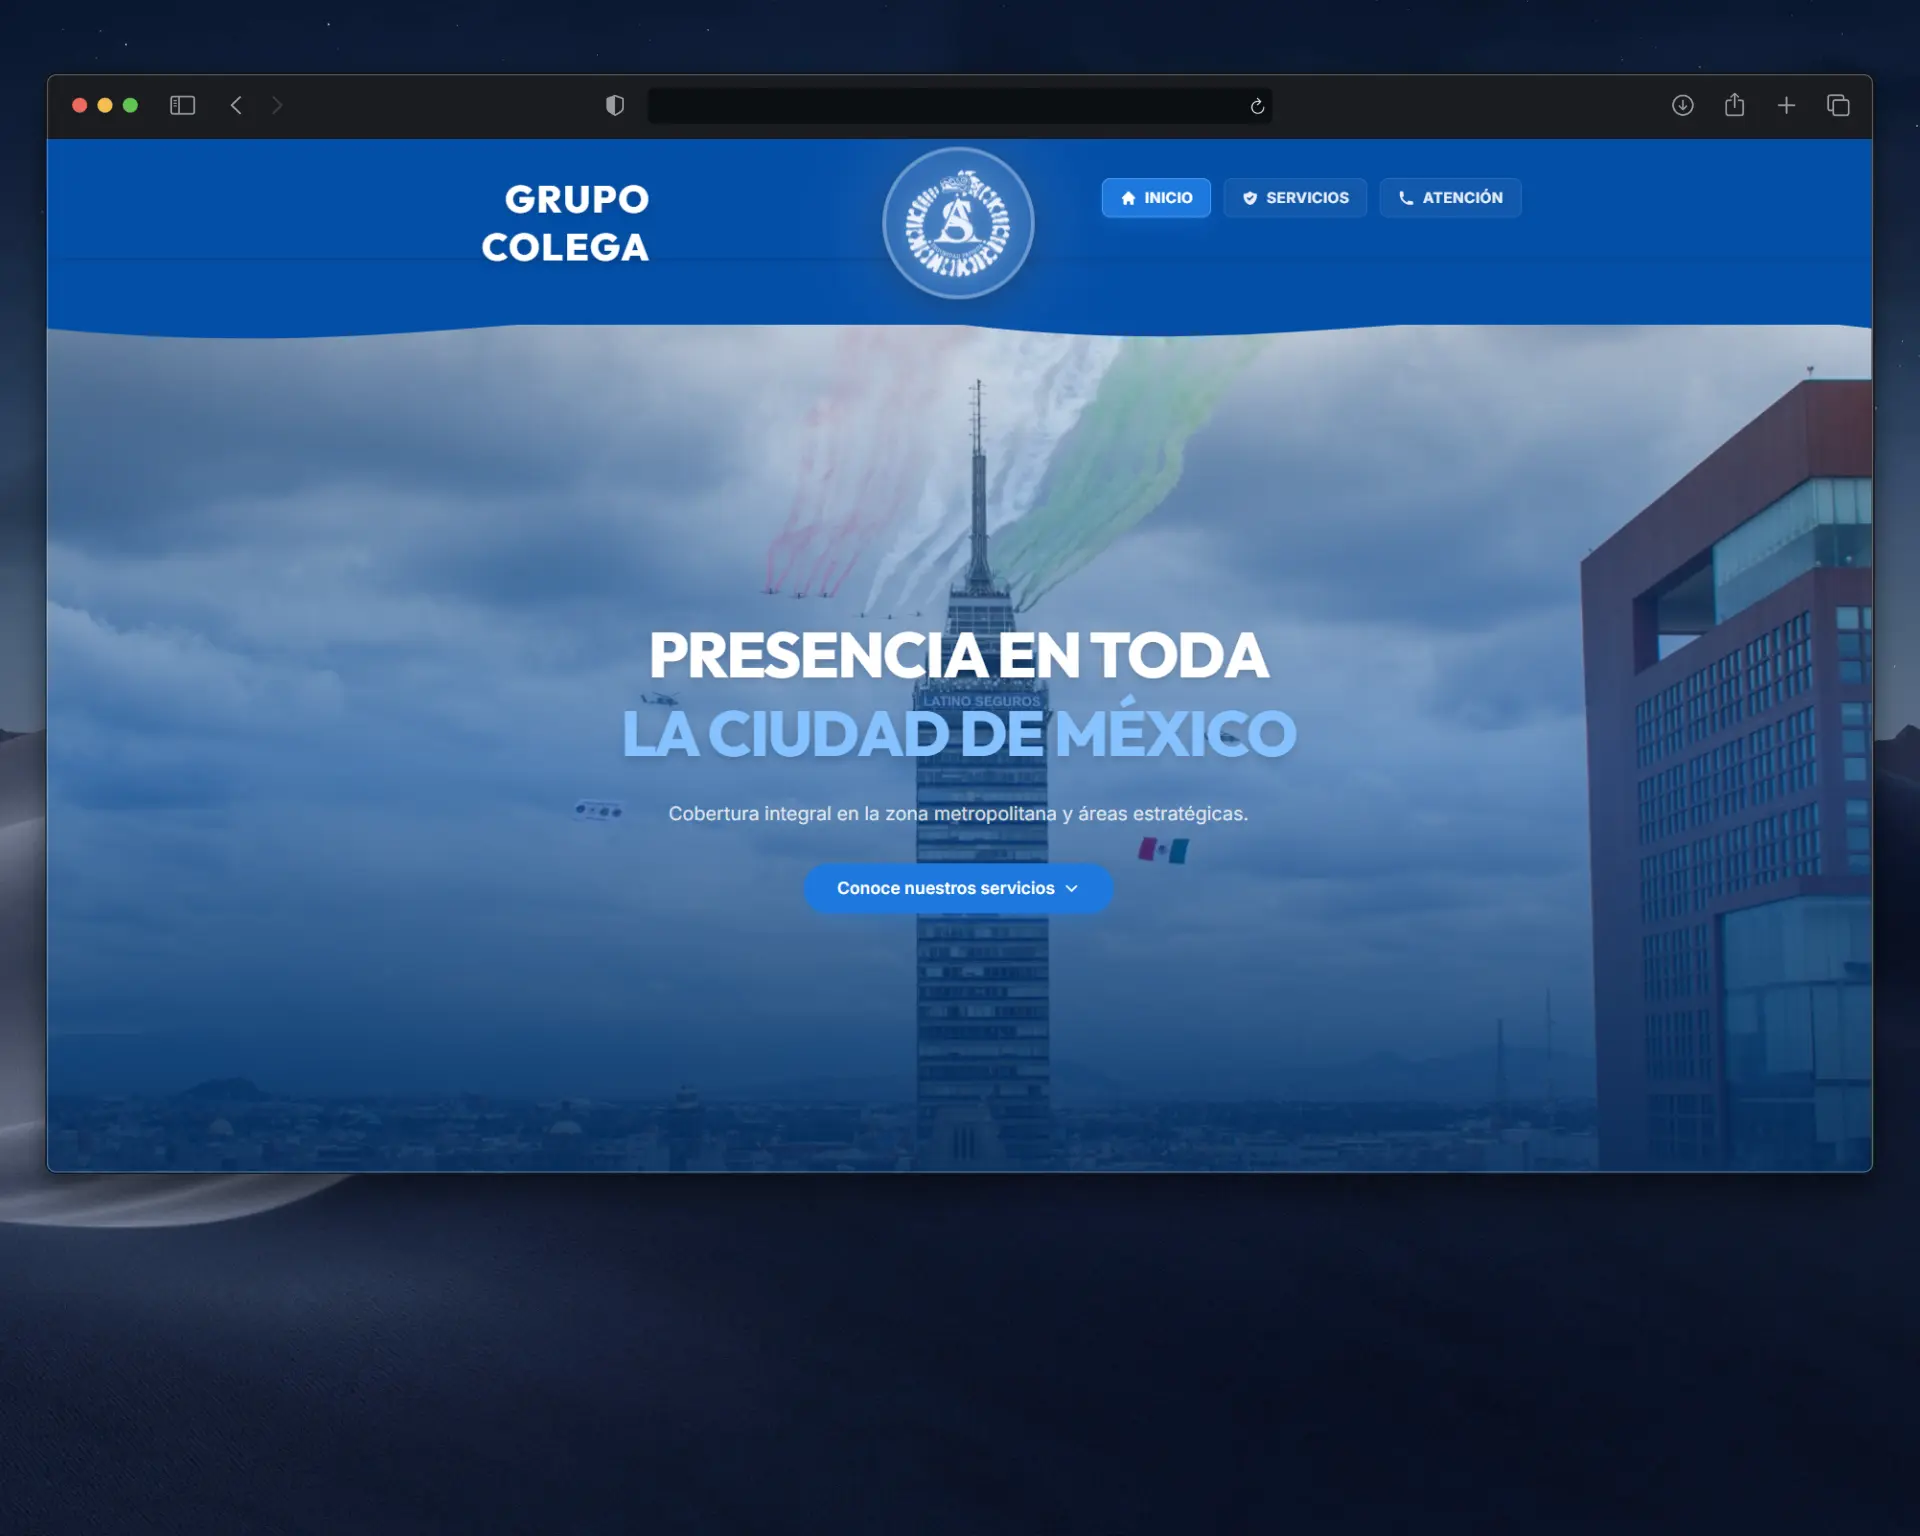 GRUPO
COLEGA
AS
INICIO
SERVICIOS
ATENCIÓN
PRESENCIA EN TODA
LATINO SEGUROS
LA CIUDAD DE MÉXICO
Cobertura integral en la zona metropolitana y áreas estratégicas.
Conoce nuestros servicios